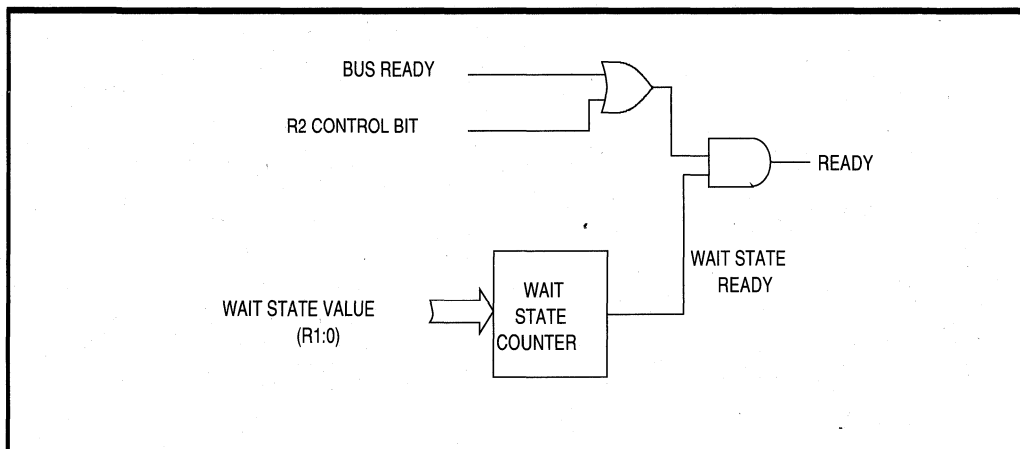 BUS READY
R2 CONTROL BIT
READY
WAIT STATE
READY
WAIT STATE VALUE
(R1:0)
WAIT
STATE
COUNTER